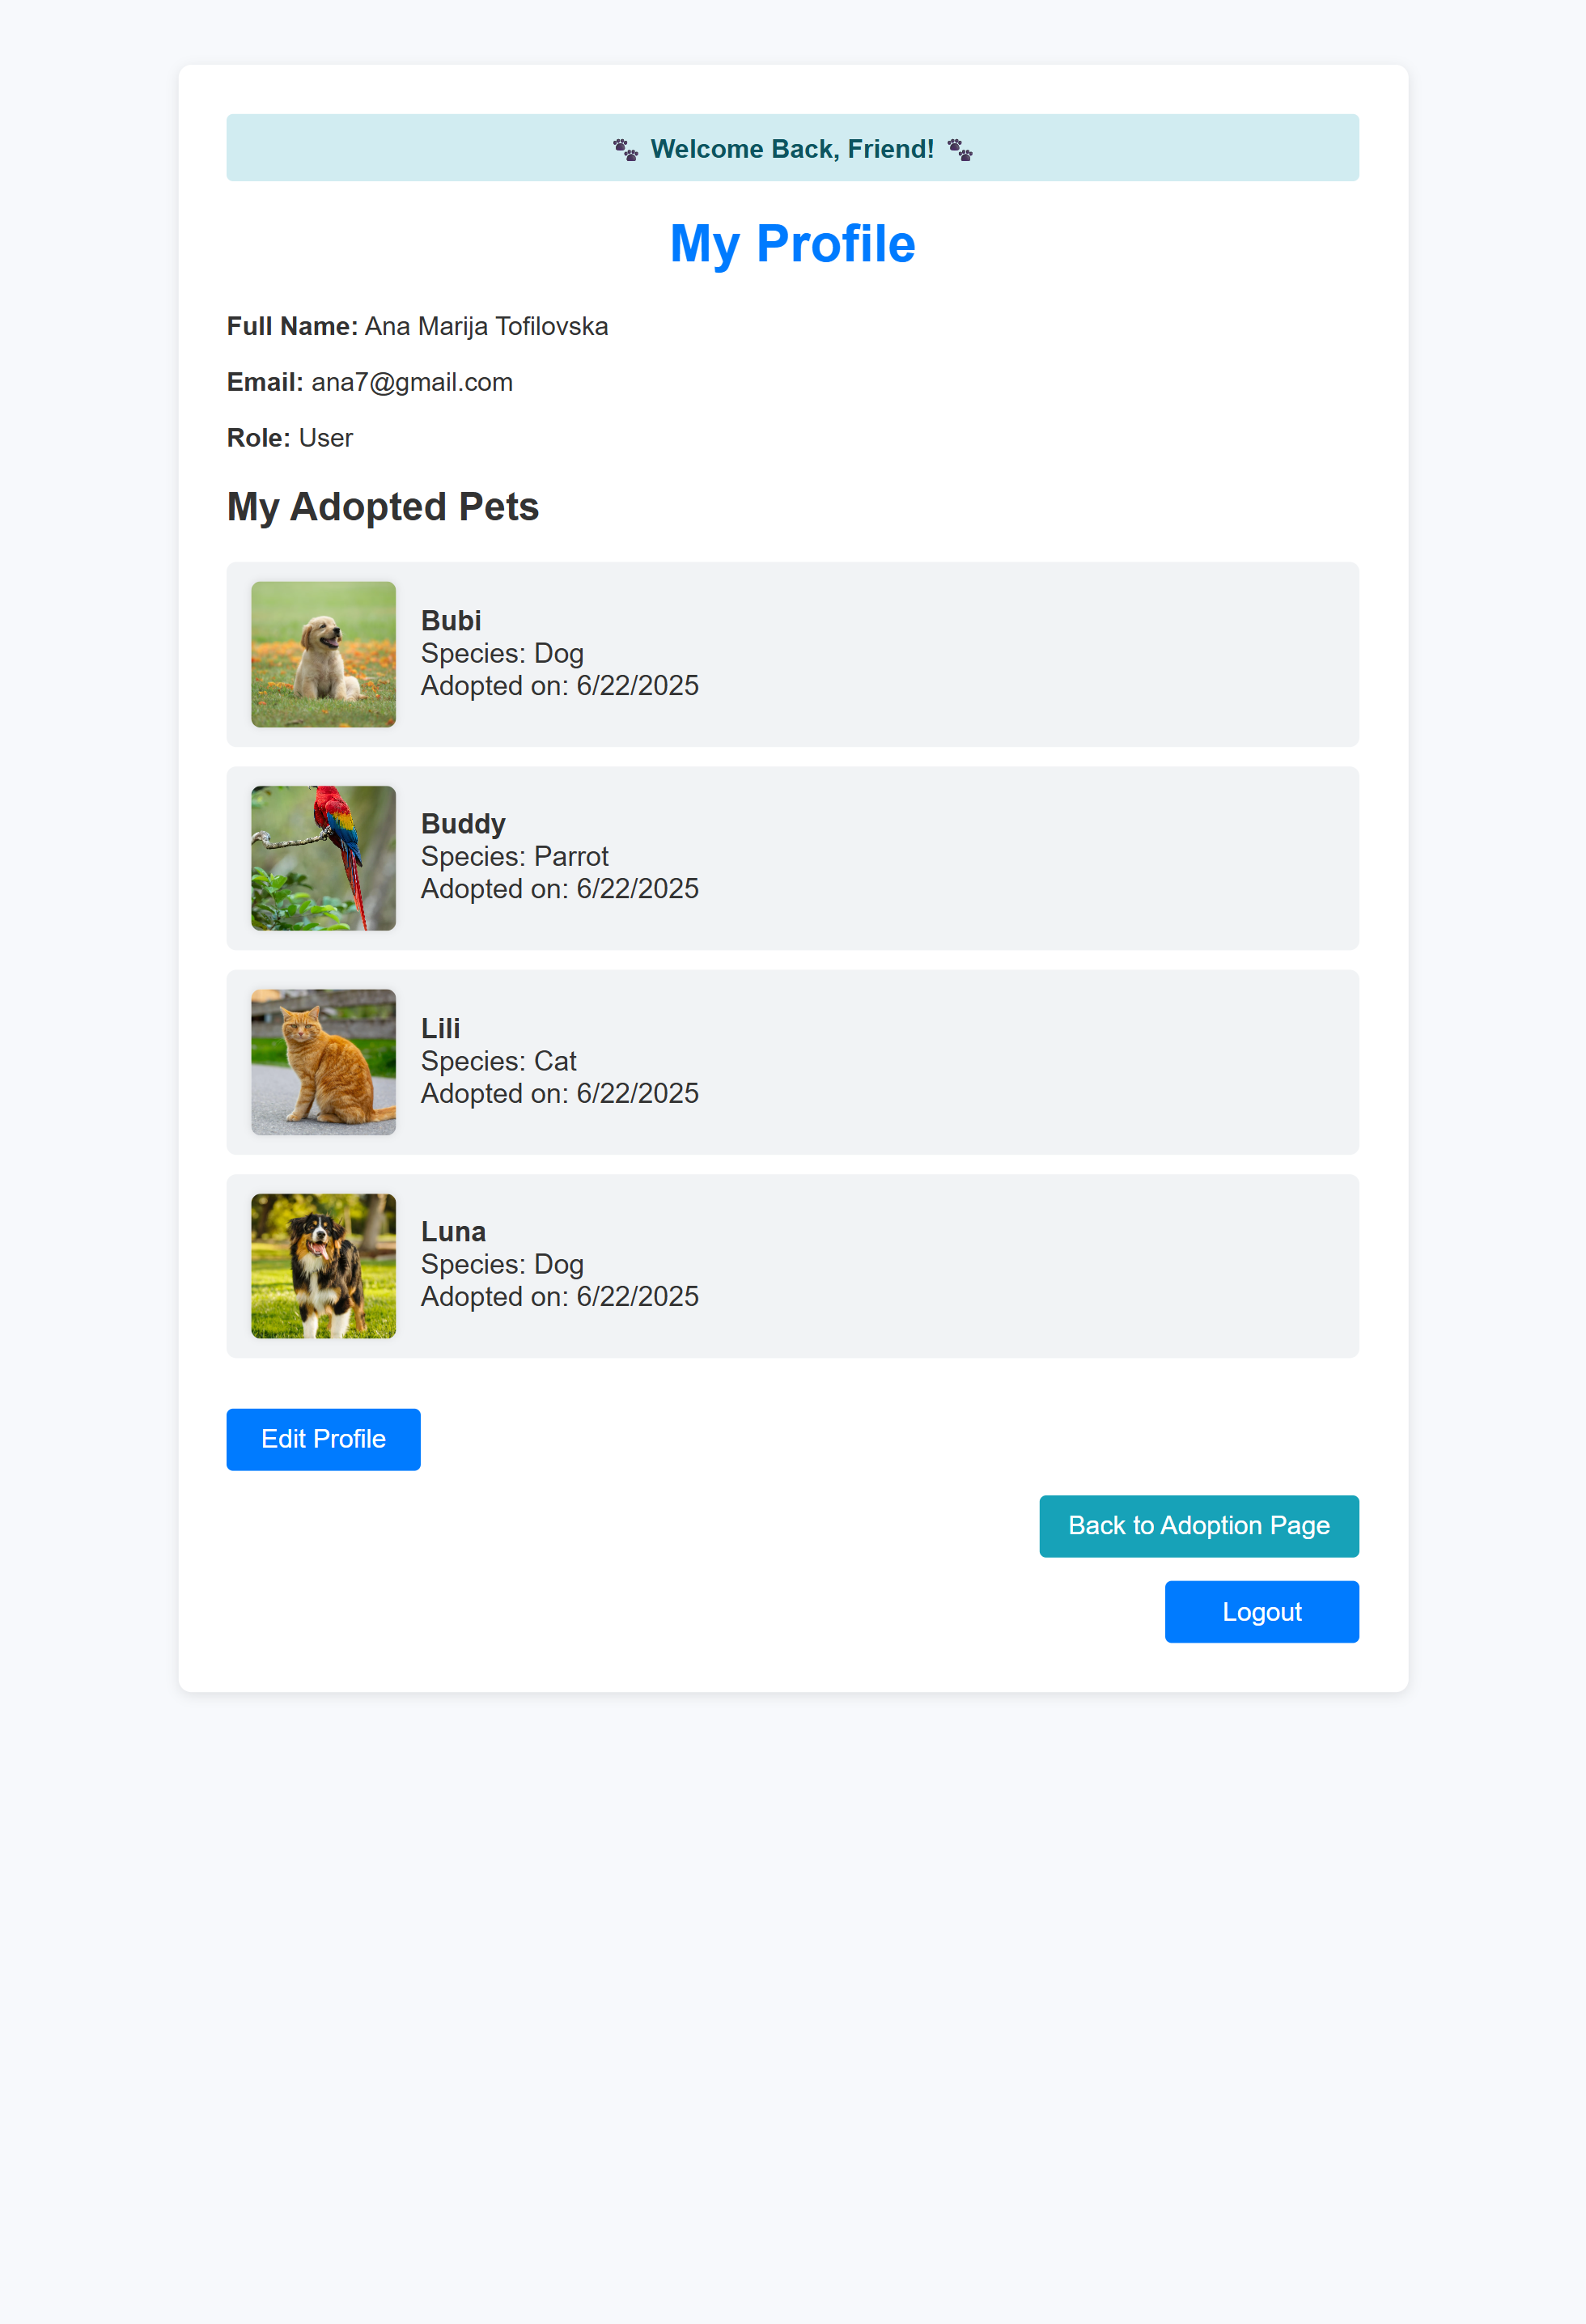 🐾 Welcome Back, Friend! 🐾
My Profile
Full Name: Ana Marija Tofilovska
Email: ana7@gmail.com
Role: User
My Adopted Pets
Bubi
Species: Dog
Adopted on: 6/22/2025
Buddy
Species: Parrot
Adopted on: 6/22/2025
Lili
Species: Cat
Adopted on: 6/22/2025
Luna
Species: Dog
Adopted on: 6/22/2025
Edit Profile
Back to Adoption Page
Logout